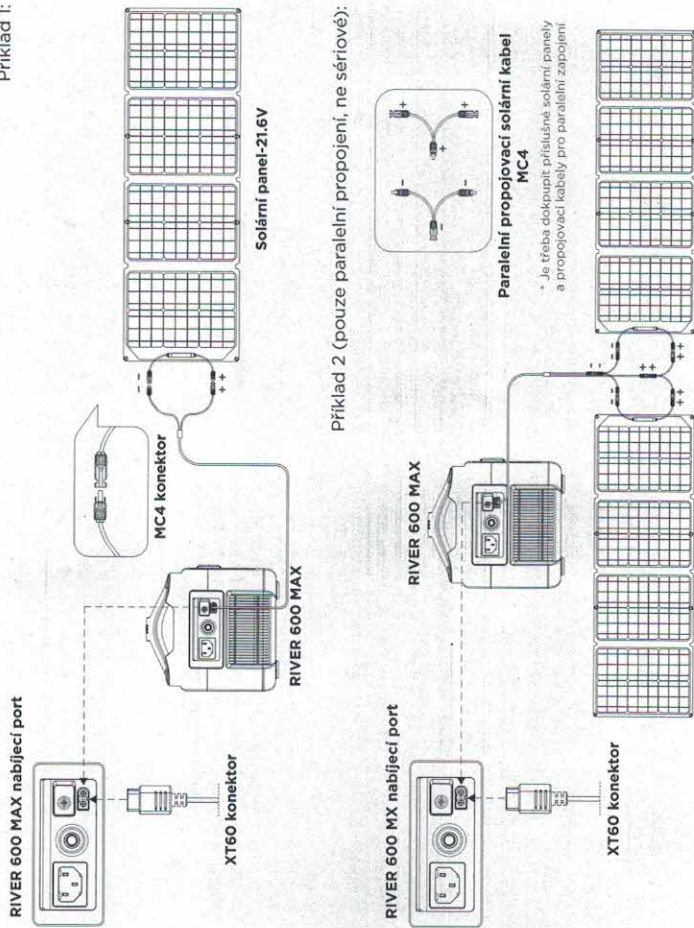 Příklad 1:
RIVER 600 MAX nabíjecí port
XT60 konektor
RIVER 600 MAX
MC4 konektor
- -
++
Solární panel-21.6V
Příklad 2 (pouze paralelní propojení, ne sériové):
RIVER 600 MX nabíjecí port
XT60 konektor
RIVER 600 MAX
- -
- -
++
- -
++
++
-
-
-
+
+
+
Paralelní propojovací solární kabel
MC4
* Je třeba dokpupit příslušné solární panely
a propojovací kabely pro paralelní zapojení